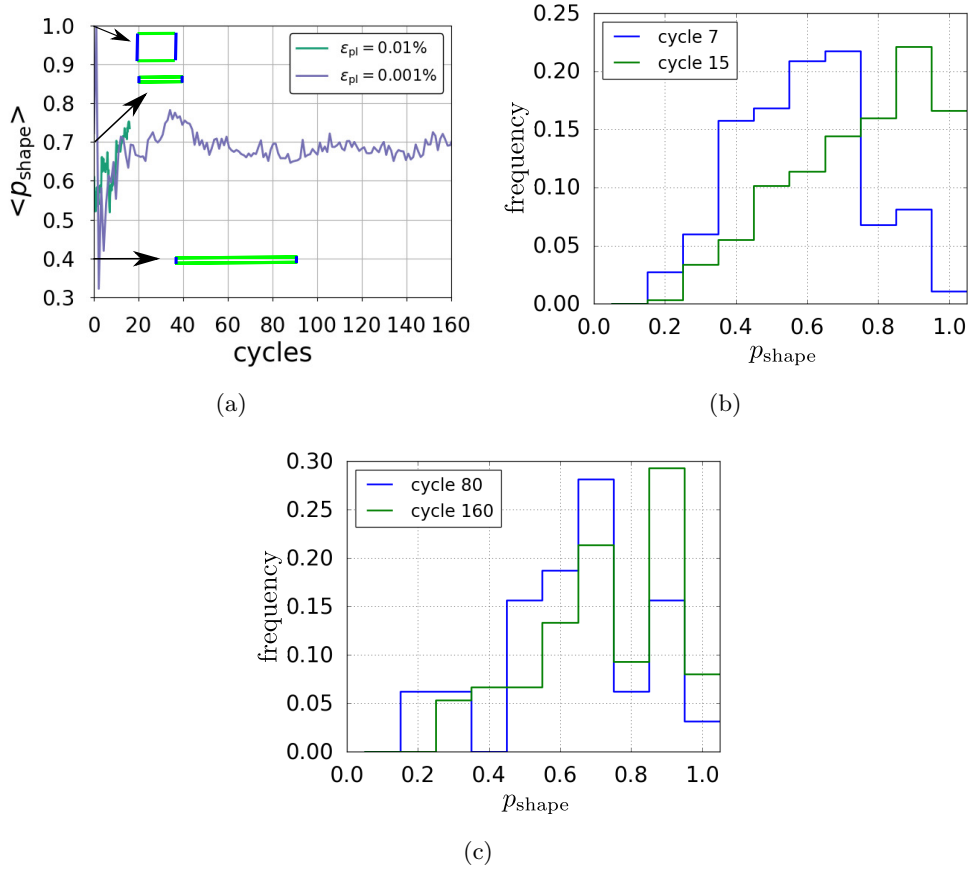 1.0
0.9
0.8
0.7
0.6
0.5
0.4
0.3
<p_shape>
ε_pl = 0.01%
ε_pl = 0.001%
0 20 40 60 80 100 120 140 160
cycles
(a)
0.25
0.20
0.15
0.10
0.05
0.00
frequency
cycle 7
cycle 15
0.0 0.2 0.4 0.6 0.8 1.0
p_shape
(b)
0.30
0.25
0.20
0.15
0.10
0.05
0.00
frequency
cycle 80
cycle 160
0.0 0.2 0.4 0.6 0.8 1.0
p_shape
(c)